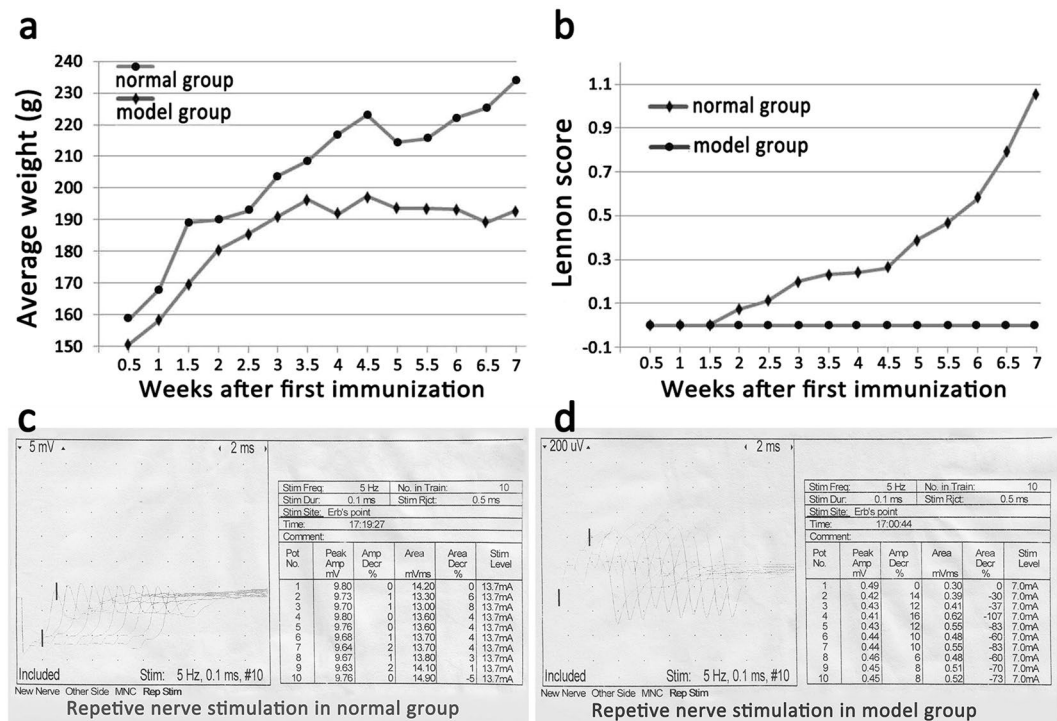 a
240
230
220
210
200
190
180
170
160
150
Average weight (g)
normal group
model group
0.5 1 1.5 2 2.5 3 3.5 4 4.5 5 5.5 6 6.5 7
Weeks after first immunization
b
1.1
0.9
0.7
0.5
0.3
0.1
-0.1
Lennon score
normal group
model group
0.5 1 1.5 2 2.5 3 3.5 4 4.5 5 5.5 6 6.5 7
Weeks after first immunization
c
5 mV 2 ms
Stim Freq: 5 Hz No. in Train: 10
Stim Dur: 0.1 ms Stim Rjct: 0.5 ms
Stim Site: Erb's point
Time: 17:19:27
Comment:
Pot No. Peak Amp mV Amp Decr % Area mVms Area Decr % Stim Level
1 9.80 0 14.20 0 13.7mA
2 9.73 1 13.30 6 13.7mA
3 9.70 1 13.00 8 13.7mA
4 9.80 0 13.60 4 13.7mA
5 9.76 0 13.60 4 13.7mA
6 9.68 1 13.70 4 13.7mA
7 9.64 2 13.70 4 13.7mA
8 9.67 1 13.80 3 13.7mA
9 9.63 2 14.10 1 13.7mA
10 9.76 0 14.90 -5 13.7mA
Included Stim: 5 Hz, 0.1 ms, #10
New Nerve Other Side MNC Rep Stim
Repetive nerve stimulation in normal group
d
200 uV 2 ms
Stim Freq: 5 Hz No. in Train: 10
Stim Dur: 0.1 ms Stim Rjct: 0.5 ms
Stim Site: Erb's point
Time: 17:00:44
Comment:
Pot No. Peak Amp mV Amp Decr % Area mVms Area Decr % Stim Level
1 0.49 0 0.30 0 7.0mA
2 0.42 14 0.39 -30 7.0mA
3 0.43 12 0.41 -37 7.0mA
4 0.41 16 0.62 -107 7.0mA
5 0.43 12 0.55 -83 7.0mA
6 0.44 10 0.48 -60 7.0mA
7 0.44 10 0.55 -83 7.0mA
8 0.46 6 0.48 -60 7.0mA
9 0.45 8 0.51 -70 7.0mA
10 0.45 8 0.52 -73 7.0mA
Included Stim: 5 Hz, 0.1 ms, #10
New Nerve Other Side MNC Rep Stim
Repetive nerve stimulation in model group